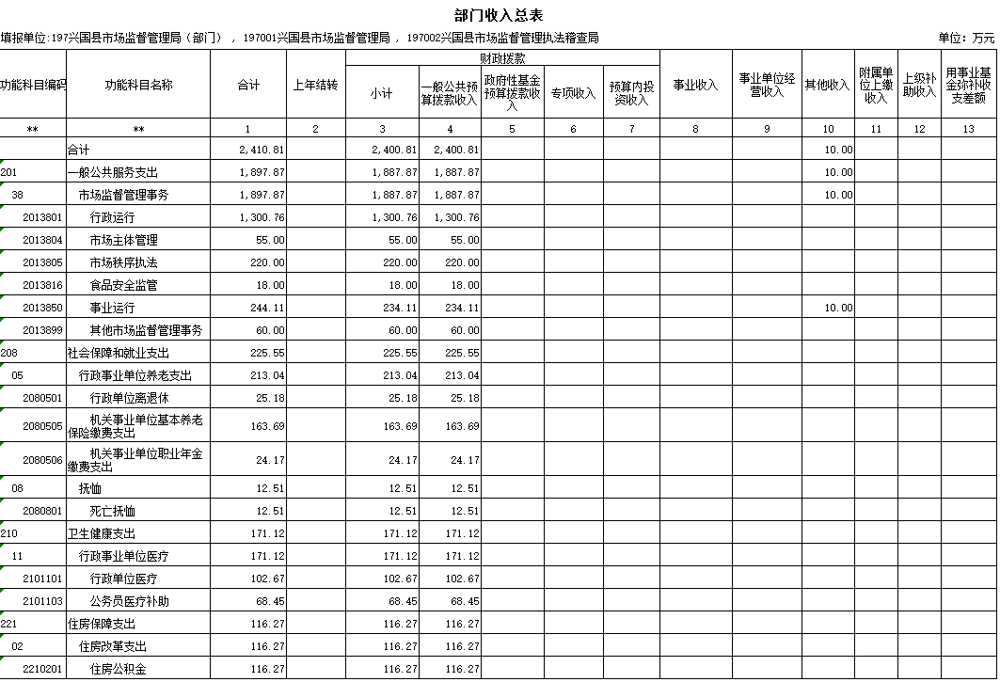 部门收入总表
填报单位:197兴国县市场监督管理局（部门） , 197001兴国县市场监督管理局 , 197002兴国县市场监督管理执法稽查局 单位: 万元
功能科目编码 功能科目名称 合计 上年结转 财政拨款 事业收入 事业单位经营收入 其他收入 附属单位上缴收入 上级补助收入 用事业基金弥补收支差额
小计 一般公共预算拨款收入 政府性基金预算拨款收入 专项收入 预算内投资收入
** ** 1 2 3 4 5 6 7 8 9 10 11 12 13
合计 2,410.81 2,400.81 2,400.81 10.00
201 一般公共服务支出 1,897.87 1,887.87 1,887.87 10.00
38 市场监督管理事务 1,897.87 1,887.87 1,887.87 10.00
2013801 行政运行 1,300.76 1,300.76 1,300.76
2013804 市场主体管理 55.00 55.00 55.00
2013805 市场秩序执法 220.00 220.00 220.00
2013816 食品安全监管 18.00 18.00 18.00
2013850 事业运行 244.11 234.11 234.11 10.00
2013899 其他市场监督管理事务 60.00 60.00 60.00
208 社会保障和就业支出 225.55 225.55 225.55
05 行政事业单位养老支出 213.04 213.04 213.04
2080501 行政单位离退休 25.18 25.18 25.18
2080505 机关事业单位基本养老保险缴费支出 163.69 163.69 163.69
2080506 机关事业单位职业年金缴费支出 24.17 24.17 24.17
08 抚恤 12.51 12.51 12.51
2080801 死亡抚恤 12.51 12.51 12.51
210 卫生健康支出 171.12 171.12 171.12
11 行政事业单位医疗 171.12 171.12 171.12
2101101 行政单位医疗 102.67 102.67 102.67
2101103 公务员医疗补助 68.45 68.45 68.45
221 住房保障支出 116.27 116.27 116.27
02 住房改革支出 116.27 116.27 116.27
2210201 住房公积金 116.27 116.27 116.27